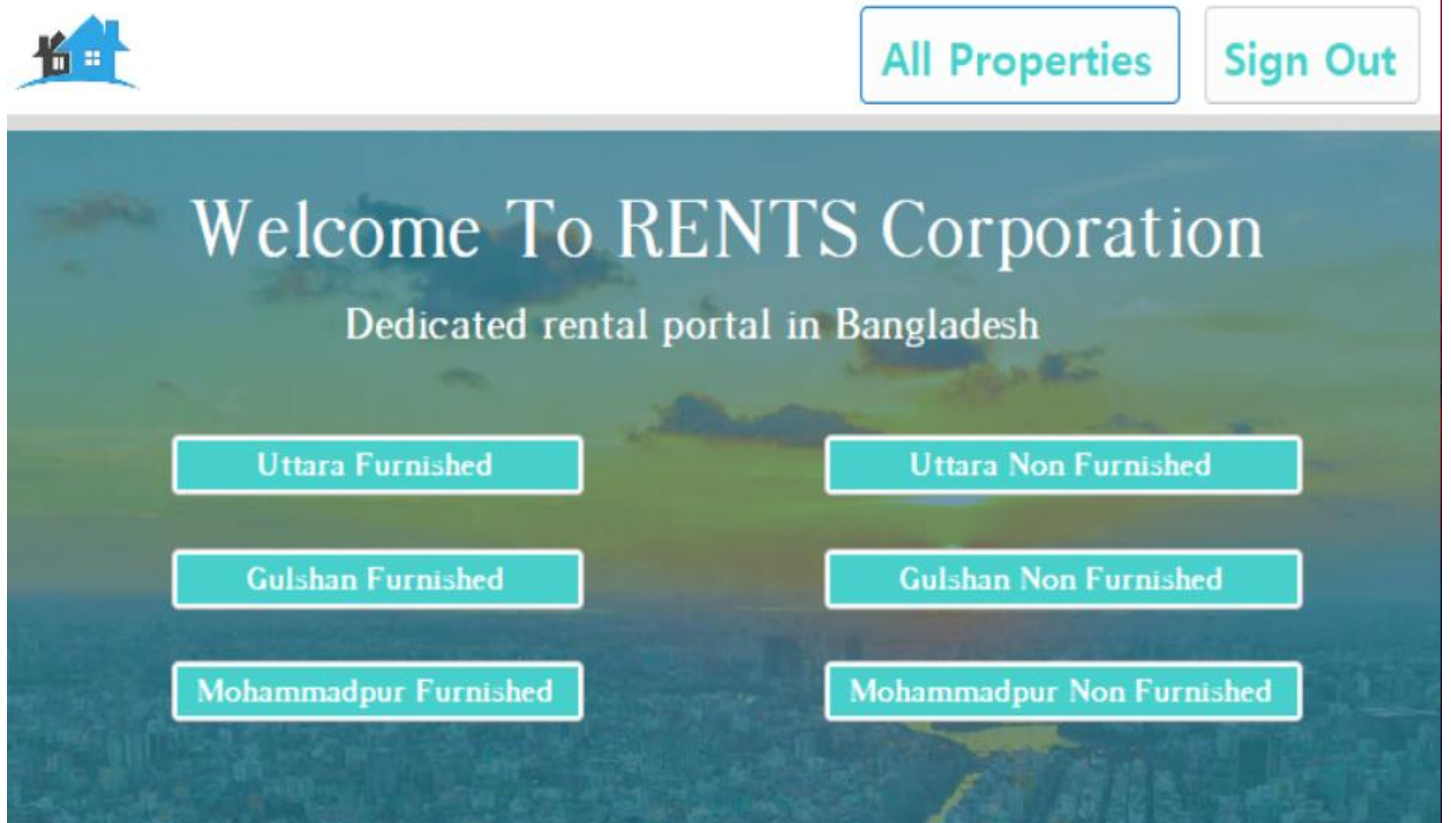 All Properties Sign Out
Welcome To RENTS Corporation
Dedicated rental portal in Bangladesh
Uttara Furnished Uttara Non Furnished
Gulshan Furnished Gulshan Non Furnished
Mohammadpur Furnished Mohammadpur Non Furnished